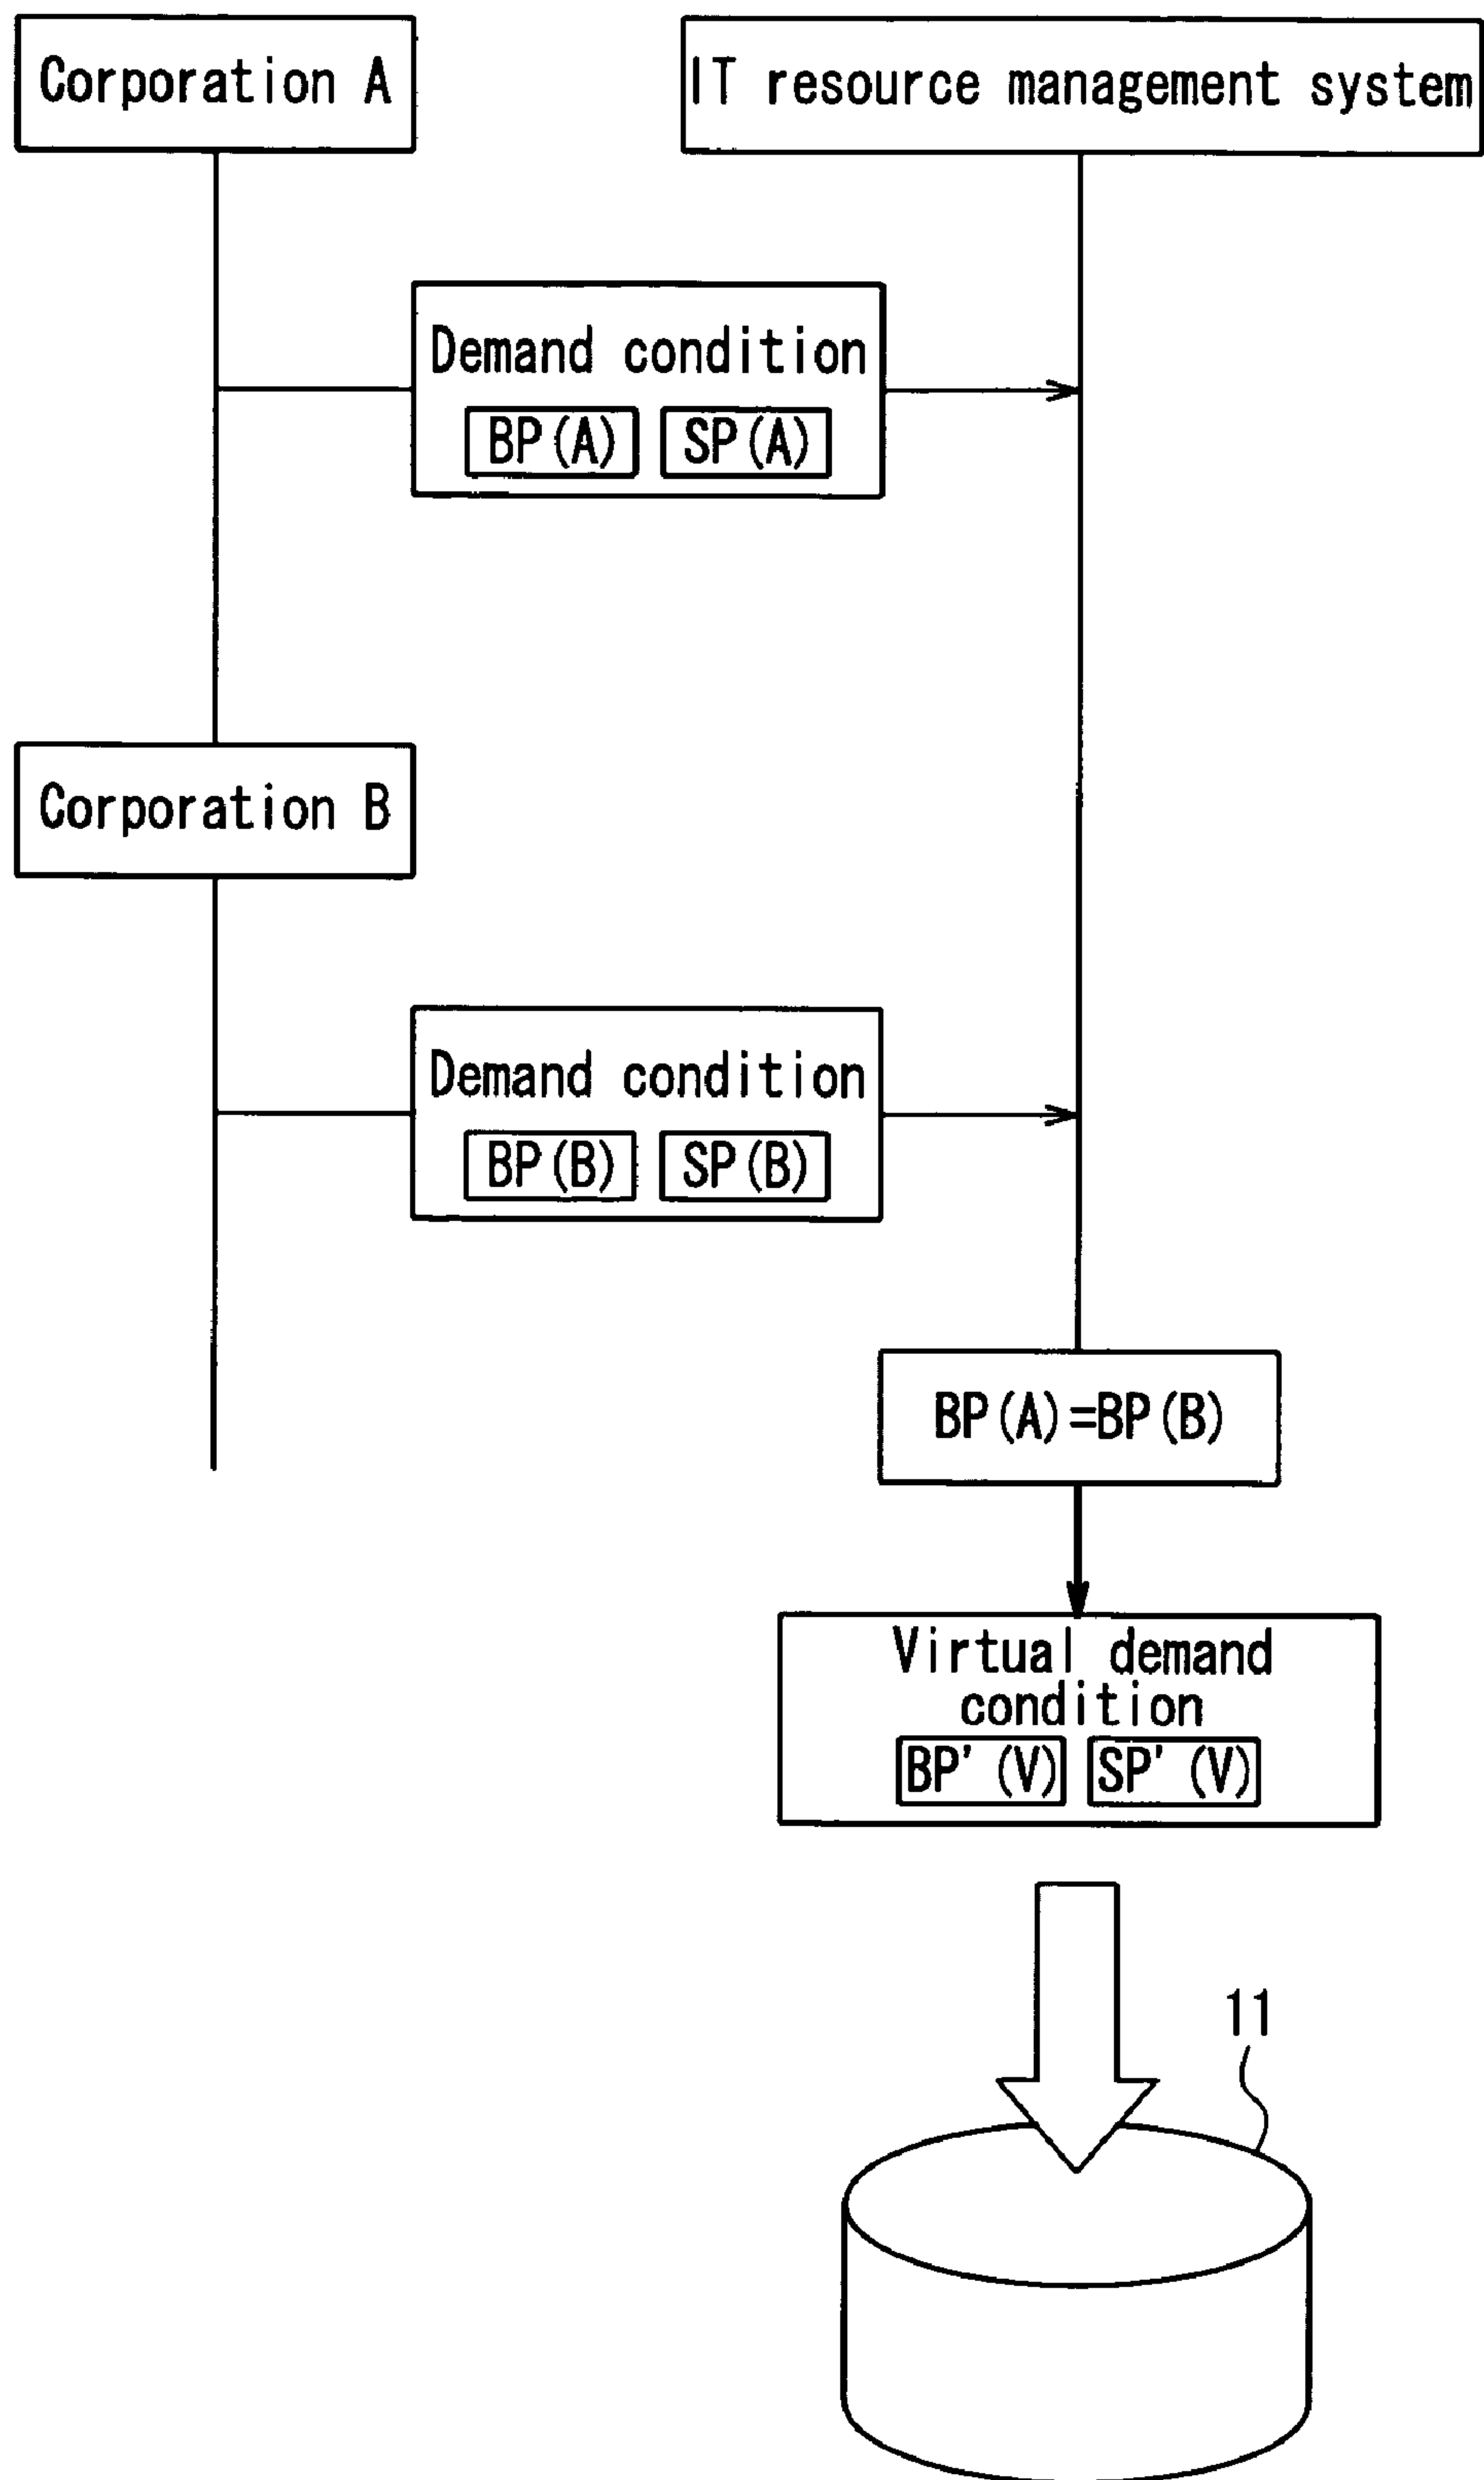 Corporation A
IT resource management system
Demand condition
BP(A) SP(A)
Corporation B
Demand condition
BP(B) SP(B)
BP(A)=BP(B)
Virtual demand
condition
BP'(V) SP'(V)
11